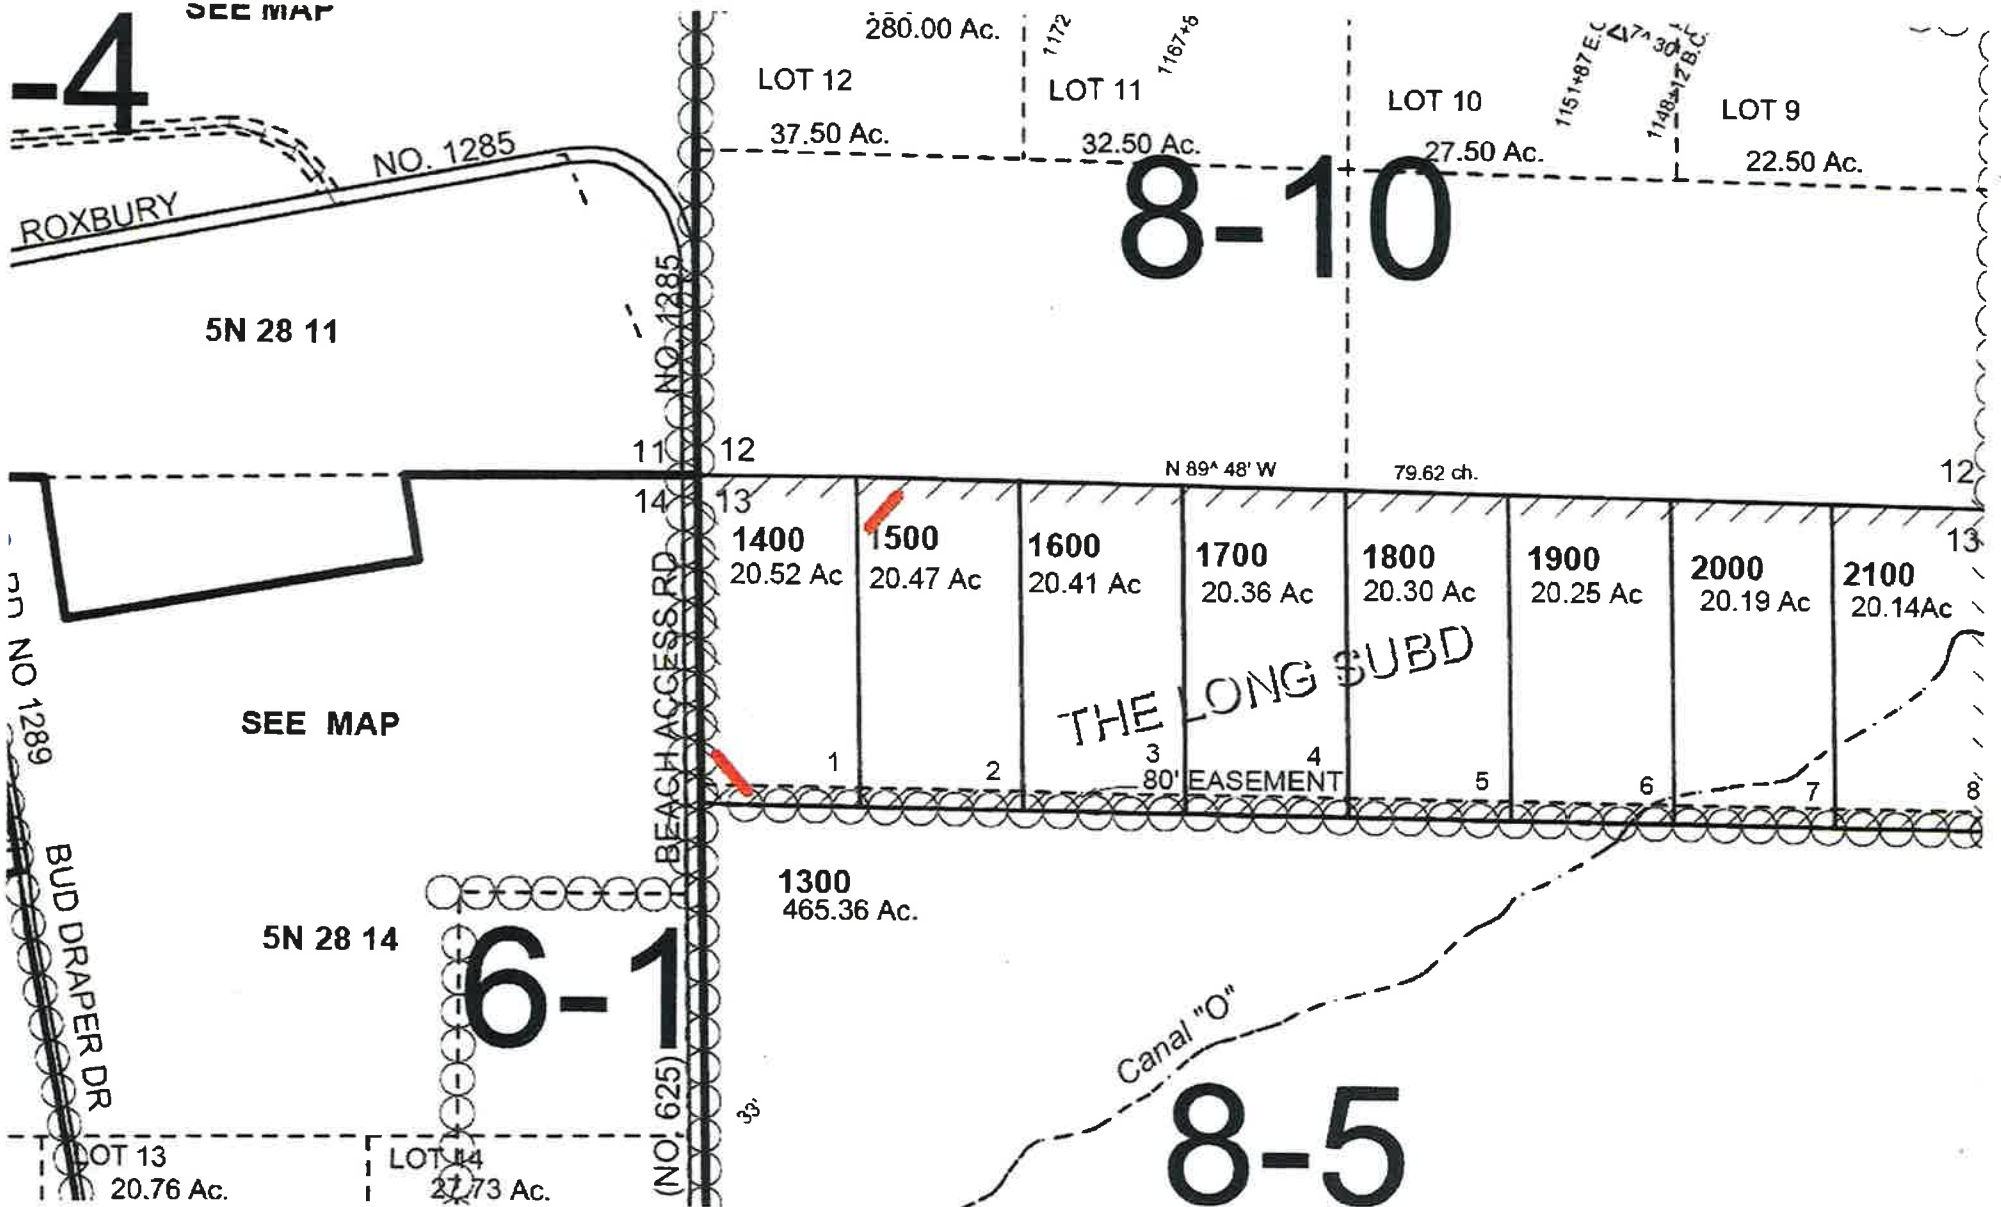 SEE MAP
-4
280.00 Ac.
1172
1167+8
1151+87 E.C
1148+12 B.C.
LOT 12
37.50 Ac.
LOT 11
32.50 Ac.
LOT 10
27.50 Ac.
LOT 9
22.50 Ac.
NO. 1285
ROXBURY
8-10
5N 28 11
NO. 1285
11
12
14
13
N 89^ 48' W
79.62 ch.
12
13
1400
20.52 Ac
1500
20.47 Ac
1600
20.41 Ac
1700
20.36 Ac
1800
20.30 Ac
1900
20.25 Ac
2000
20.19 Ac
2100
20.14Ac
THE LONG SUBD
1
2
3
4
5
6
7
8
80' EASEMENT
BEACH ACCESS RD
NO 1289
SEE MAP
BUD DRAPER DR
1300
465.36 Ac.
5N 28 14
6-1
(NO. 625)
33'
Canal "O"
8-5
LOT 13
20.76 Ac.
LOT 14
27.73 Ac.